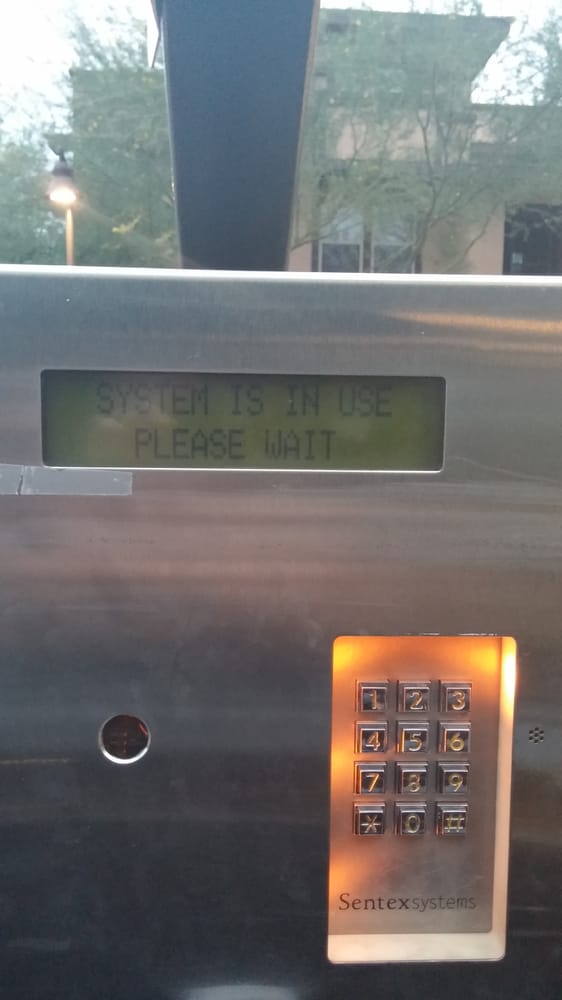 SYSTEM IS IN USE
PLEASE WAIT
1 2 3
4 5 6
7 8 9
* 0 #
Sentexsystems